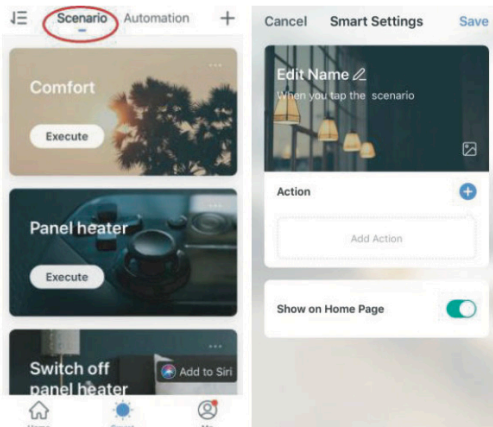 Scenario
Automation
Comfort
Execute
Panel heater
Execute
Switch off
panel heater
Add to Siri
Cancel
Smart Settings
Save
Edit Name
When you tap the scenario
Action
Add Action
Show on Home Page